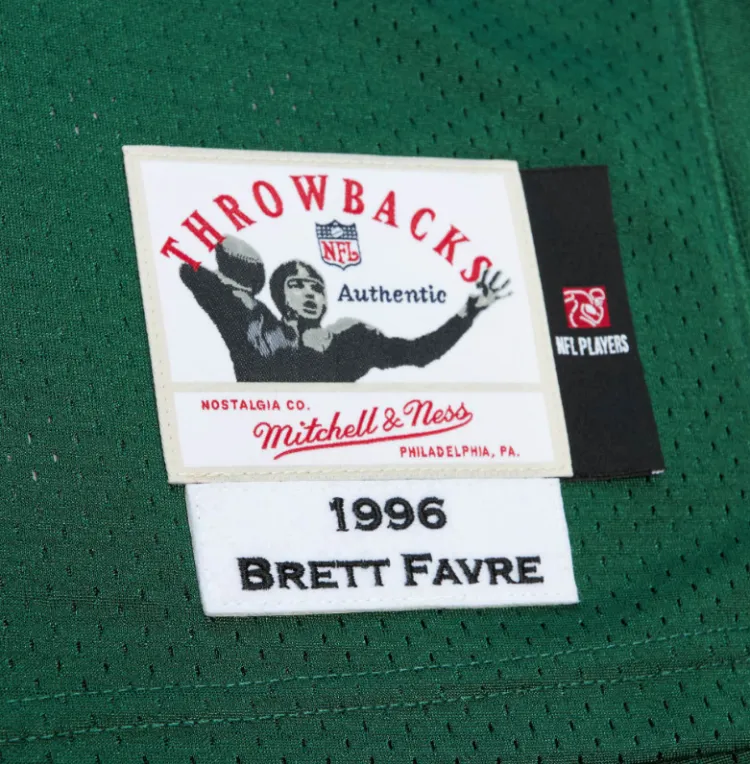 THROWBACKS
NFL
Authentic
NFL PLAYERS
NOSTALGIA CO.
Mitchell & Ness
PHILADELPHIA, PA.
1996
BRETT FAVRE